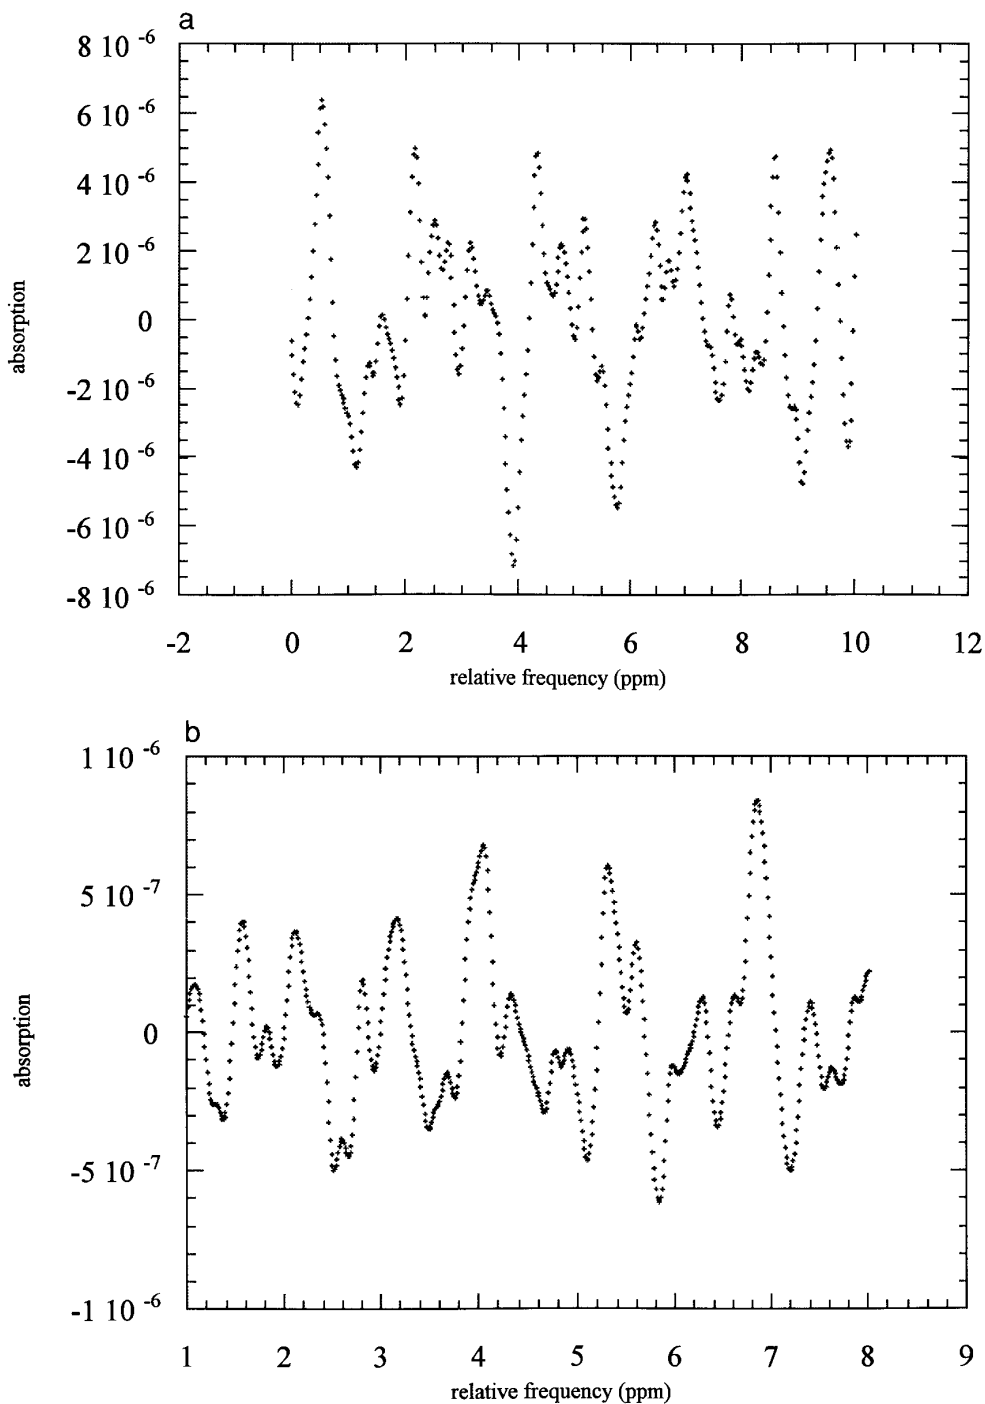 a
8 10 -6
6 10 -6
4 10 -6
2 10 -6
0
-2 10 -6
-4 10 -6
-6 10 -6
-8 10 -6
absorption
-2 0 2 4 6 8 10 12
relative frequency (ppm)
b
1 10 -6
5 10 -7
0
-5 10 -7
-1 10 -6
absorption
1 2 3 4 5 6 7 8 9
relative frequency (ppm)